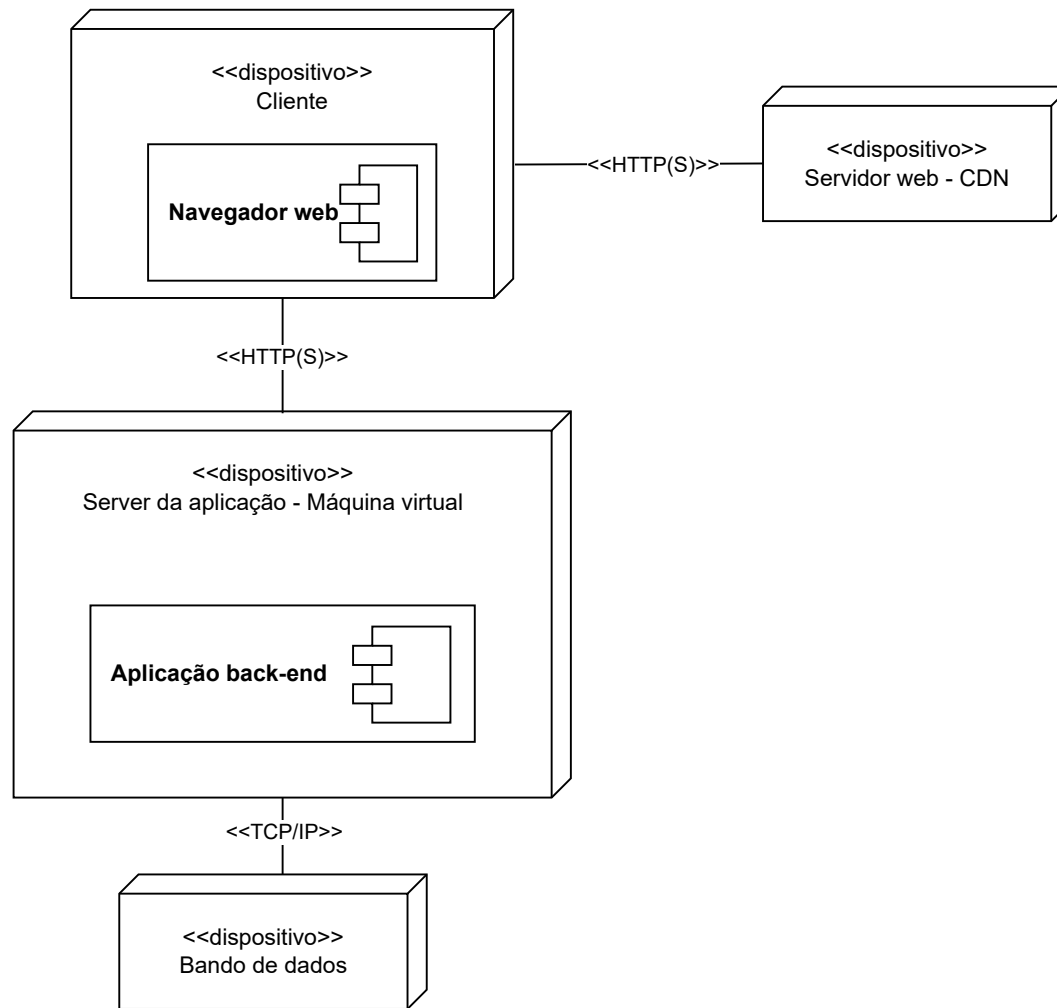 <<dispositivo>>
Cliente
Navegador web
<<HTTP(S)>>
<<dispositivo>>
Servidor web - CDN
<<HTTP(S)>>
<<dispositivo>>
Server da aplicação - Máquina virtual
Aplicação back-end
<<TCP/IP>>
<<dispositivo>>
Bando de dados